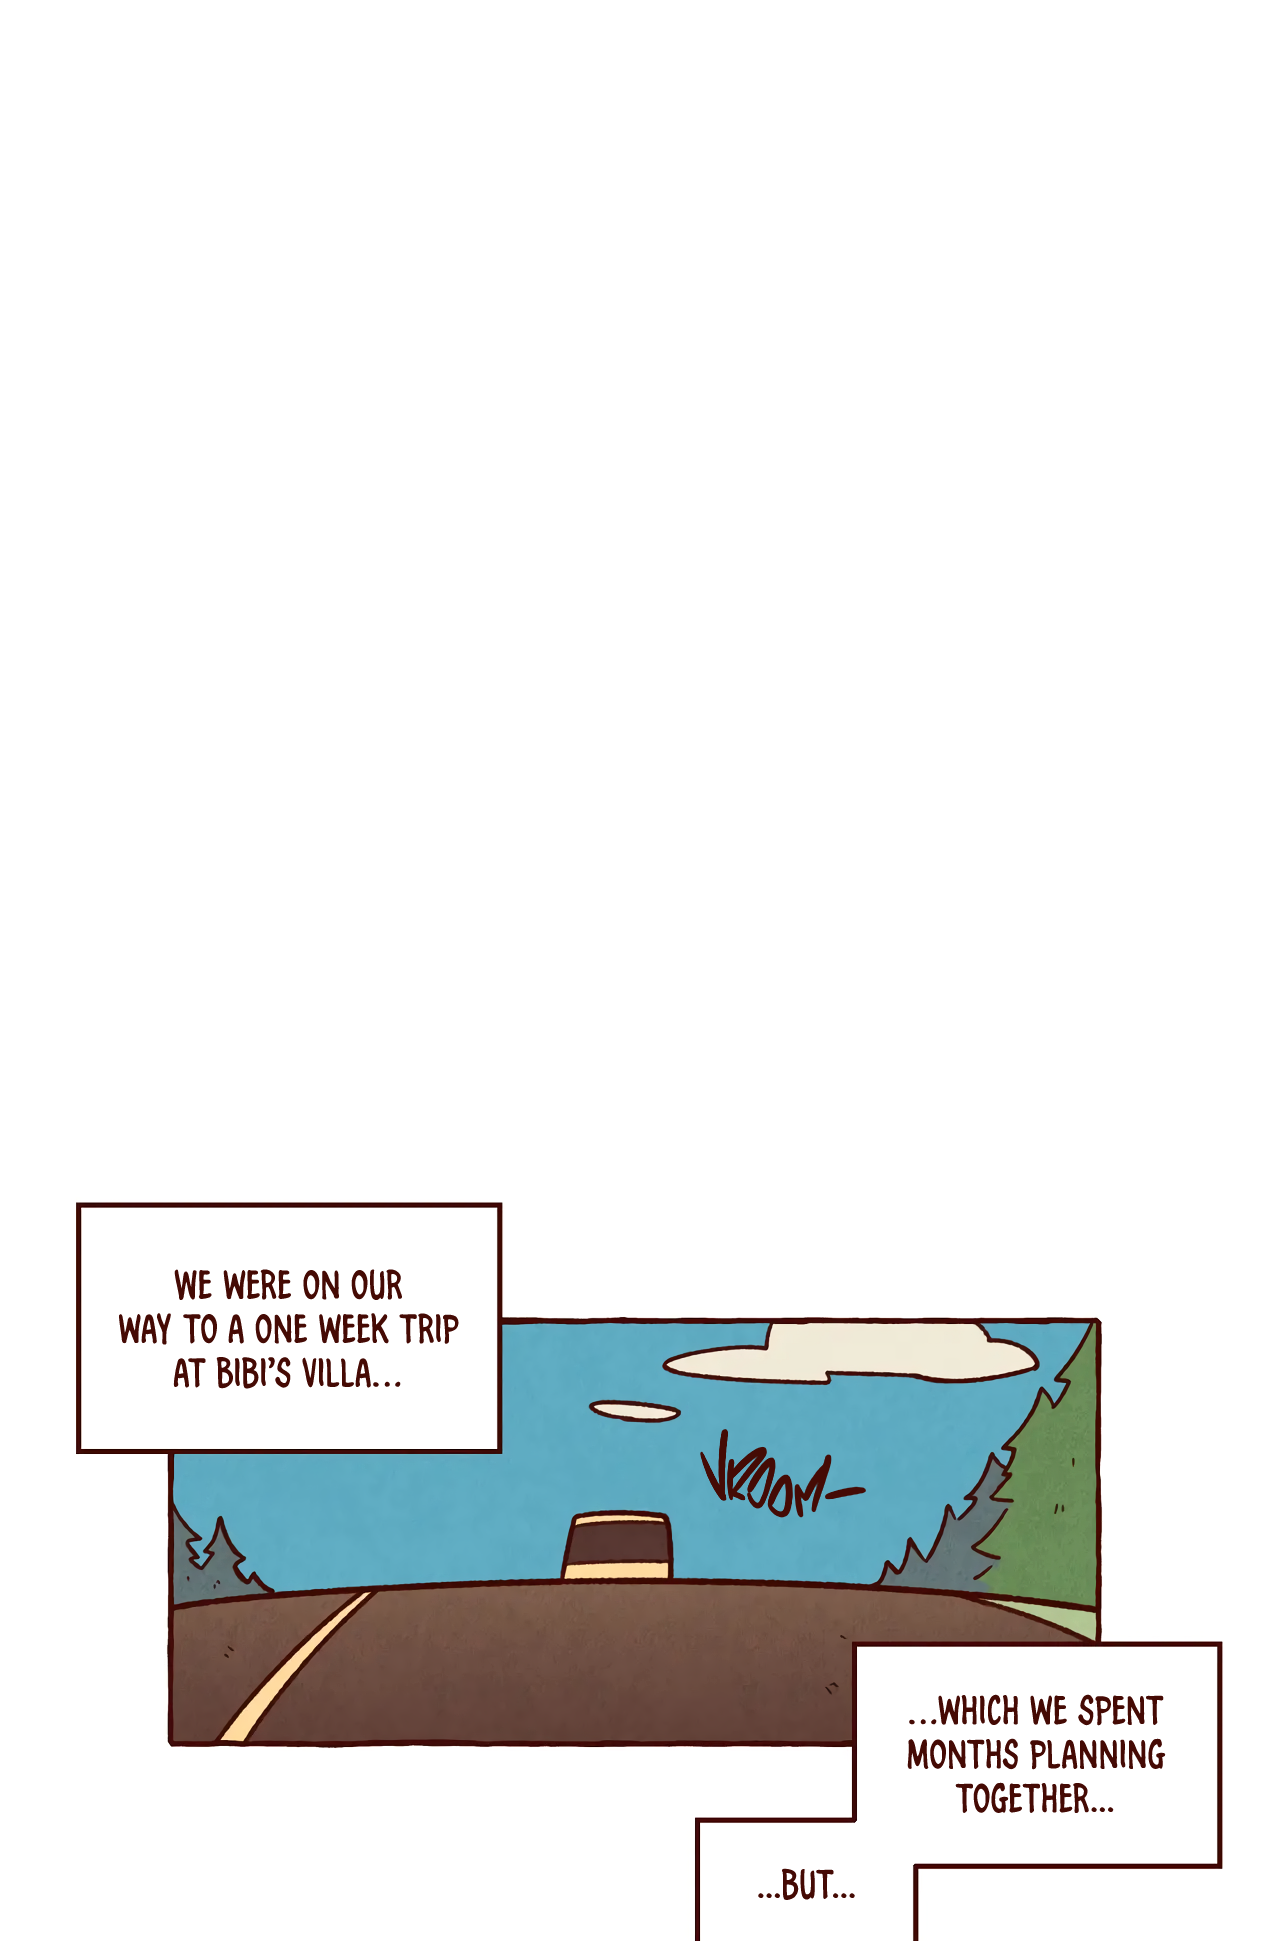 WE WERE ON OUR
WAY TO A ONE WEEK TRIP
AT BIBI'S VILLA...
VROOM-
...WHICH WE SPENT
MONTHS PLANNING
TOGETHER...
...BUT...